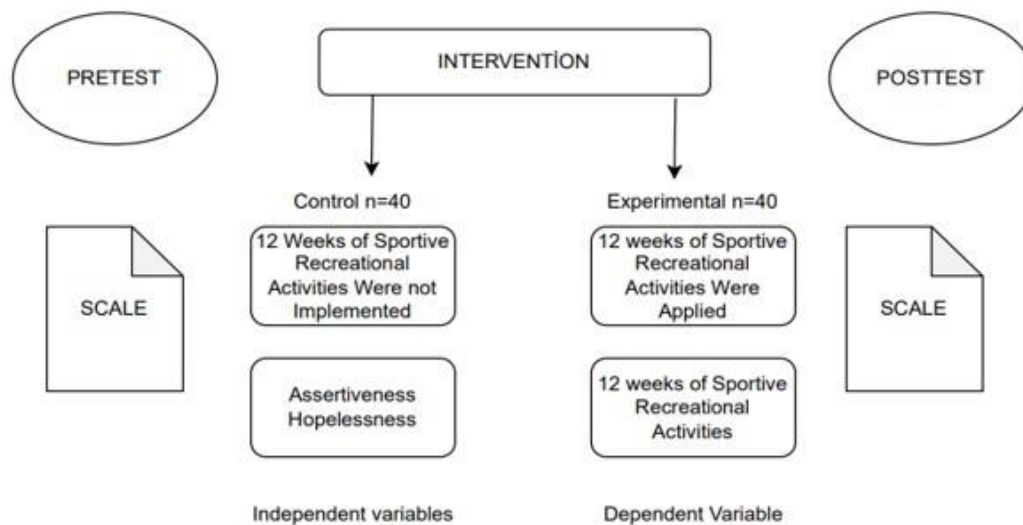 PRETEST
INTERVENTİON
POSTTEST
Control n=40
Experimental n=40
12 Weeks of Sportive
Recreational
Activities Were not
Implemented
12 weeks of Sportive
Recreational
Activities Were
Applied
SCALE
SCALE
Assertiveness
Hopelessness
12 weeks of Sportive
Recreational
Activities
Independent variables
Dependent Variable